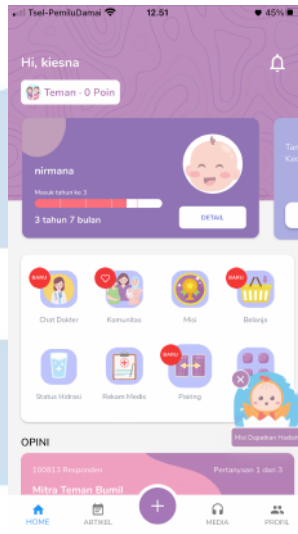 Tsel-PemiluDamai 12.51 45%
Hi, kiesna
Teman - 0 Poin
nirmana
Masuk tahun ke 3
3 tahun 7 bulan
DETAIL
BARU
BARU
Chat Dokter Komunitas Misi Belanja
BARU
Status Hidrasi Rekam Medis Pairing
Misi Dapatkan Hadiah
OPINI
100813 Responden Pertanyaan 1 dari 3
Mitra Teman Bumil
HOME ARTIKEL MEDIA PROFIL